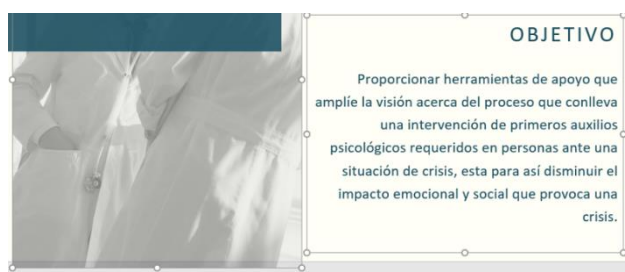 OBJETIVO
Proporcionar herramientas de apoyo que
amplíe la visión acerca del proceso que conlleva
una intervención de primeros auxilios
psicológicos requeridos en personas ante una
situación de crisis, esta para así disminuir el
impacto emocional y social que provoca una
crisis.